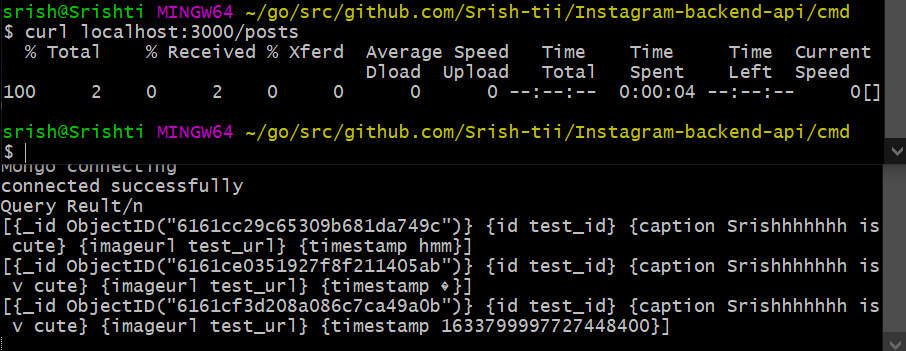 srish@Srishti MINGW64 ~/go/src/github.com/Srish-tii/Instagram-backend-api/cmd
$ curl localhost:3000/posts
% Total % Received % Xferd Average Speed Time Time Time Current
Dload Upload Total Spent Left Speed
100 2 0 2 0 0 0 0 --:--:-- 0:00:04 --:--:-- 0[]
srish@Srishti MINGW64 ~/go/src/github.com/Srish-tii/Instagram-backend-api/cmd
$
Mongo connecting
connected successfully
Query Reult/n
[{_id ObjectID("6161cc29c65309b681da749c")} {id test_id} {caption Srishhhhhhh is
cute} {imageurl test_url} {timestamp hmm}]
[{_id ObjectID("6161ce0351927f8f211405ab")} {id test_id} {caption Srishhhhhhh is
v cute} {imageurl test_url} {timestamp �}]
[{_id ObjectID("6161cf3d208a086c7ca49a0b")} {id test_id} {caption Srishhhhhhh is
v cute} {imageurl test_url} {timestamp 1633799997727448400}]